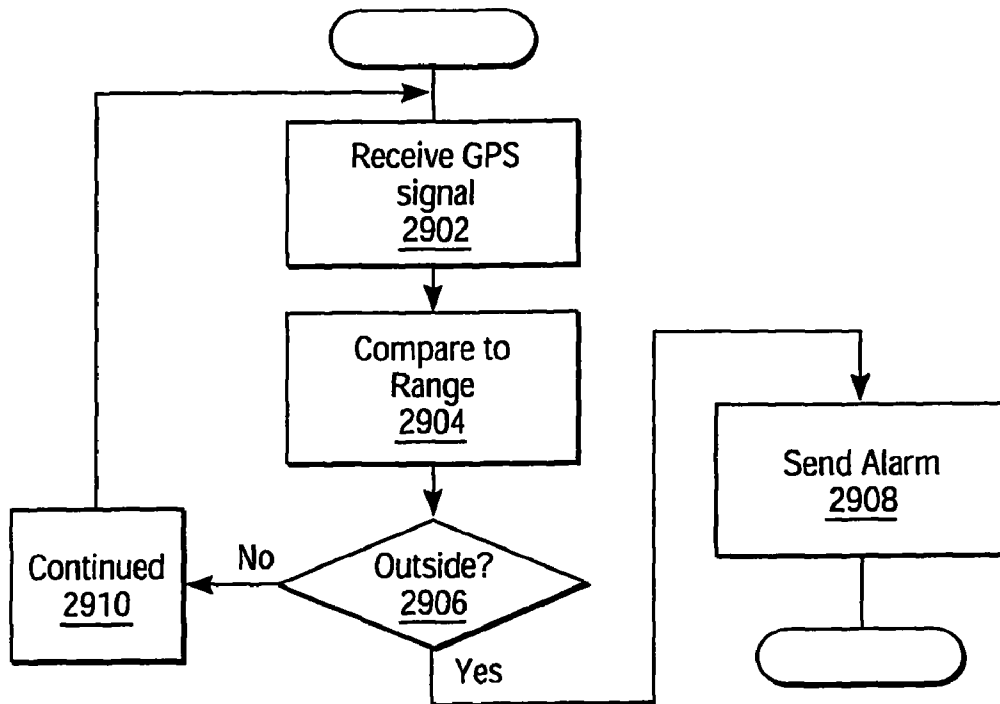 Receive GPS
signal
2902
Compare to
Range
2904
Outside?
2906
No
Continued
2910
Yes
Send Alarm
2908